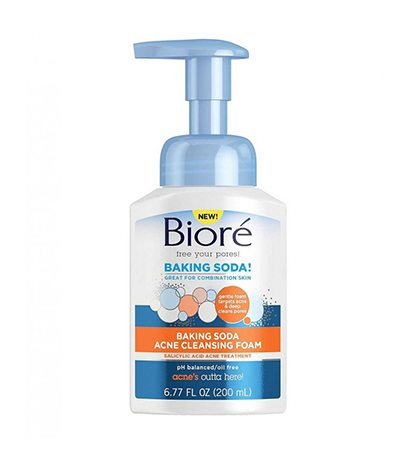 NEW!
Bioré
free your pores!
BAKING SODA!
GREAT FOR COMBINATION SKIN
gentle foam
targets acne
& deep
cleans pores
BAKING SODA
ACNE CLEANSING FOAM
SALICYLIC ACID ACNE TREATMENT
pH balanced/oil free
acne's outta here!
6.77 FL OZ (200 mL)